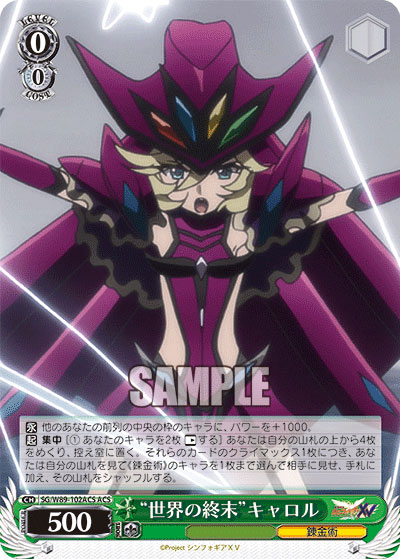 LEVEL
0
0
COST
SAMPLE
永 他のあなたの前列の中央の枠のキャラに、パワーを+1000。
起 集中 [① あなたのキャラを2枚 する] あなたは自分の山札の上から4枚
をめくり、控え室に置く。それらのカードのクライマックス1枚につき、あな
たは自分の山札を見て《錬金術》のキャラを1枚まで選んで相手に見せ、手札に
加え、その山札をシャッフルする。
CH SG/W89-102ACS ACS
500
“世界の終末”キャロル
XV
錬金術
©Project シンフォギアXV